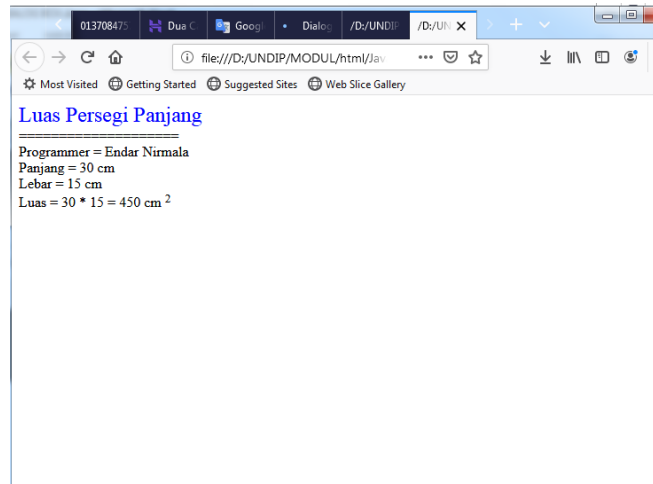 013708475 Dua C Googl Dialog /D:/UNDIP /D:/UN
file:///D:/UNDIP/MODUL/html/Jav
Most Visited Getting Started Suggested Sites Web Slice Gallery
Luas Persegi Panjang
====================
Programmer = Endar Nirmala
Panjang = 30 cm
Lebar = 15 cm
Luas = 30 * 15 = 450 cm 2